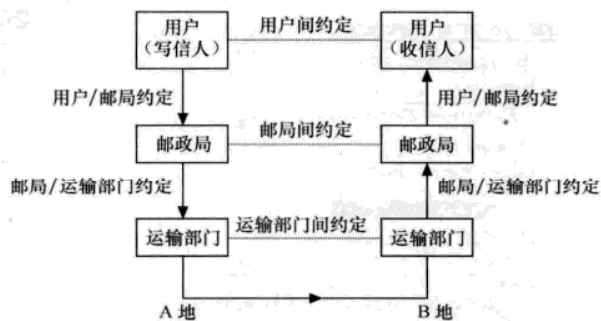 用户
(写信人)
用户间约定
用户
(收信人)
用户/邮局约定
用户/邮局约定
邮政局
邮局间约定
邮政局
邮局/运输部门约定
邮局/运输部门约定
运输部门
运输部门间约定
运输部门
A 地
B 地